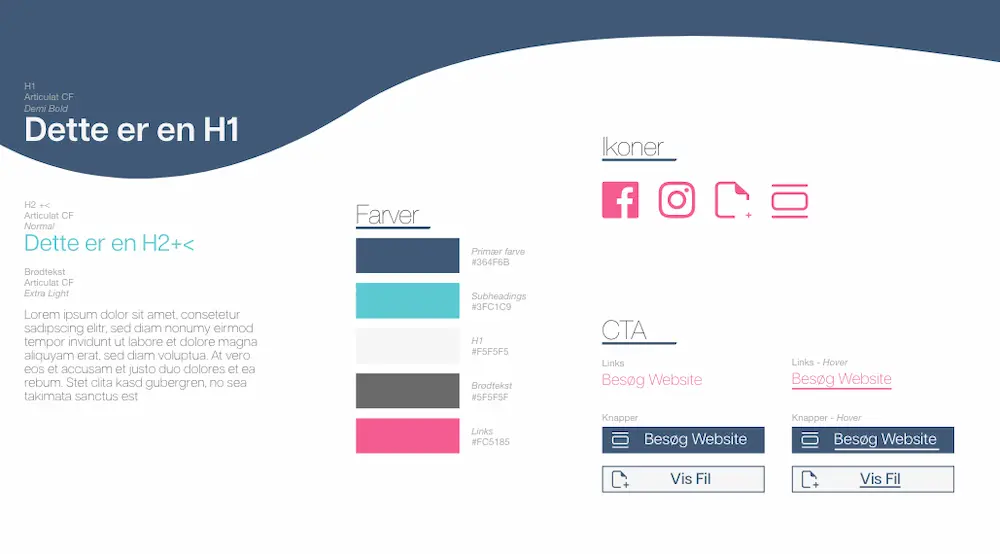 H1
Articulat CF
Demi Bold
Dette er en H1
H2 +<
Articulat CF
Normal
Dette er en H2+<
Brødtekst
Articulat CF
Extra Light
Lorem ipsum dolor sit amet, consetetur
sadipscing elitr, sed diam nonumy eirmod
tempor invidunt ut labore et dolore magna
aliquyam erat, sed diam voluptua. At vero
eos et accusam et justo duo dolores et ea
rebum. Stet clita kasd gubergren, no sea
takimata sanctus est
Farver
Primær farve
#364F6B
Subheadings
#3FC1C9
H1
#F5F5F5
Brødtekst
#5F5F5F
Links
#FC5185
Ikoner
CTA
Links
Besøg Website
Links - Hover
Besøg Website
Knapper
Besøg Website
Vis Fil
Knapper - Hover
Besøg Website
Vis Fil